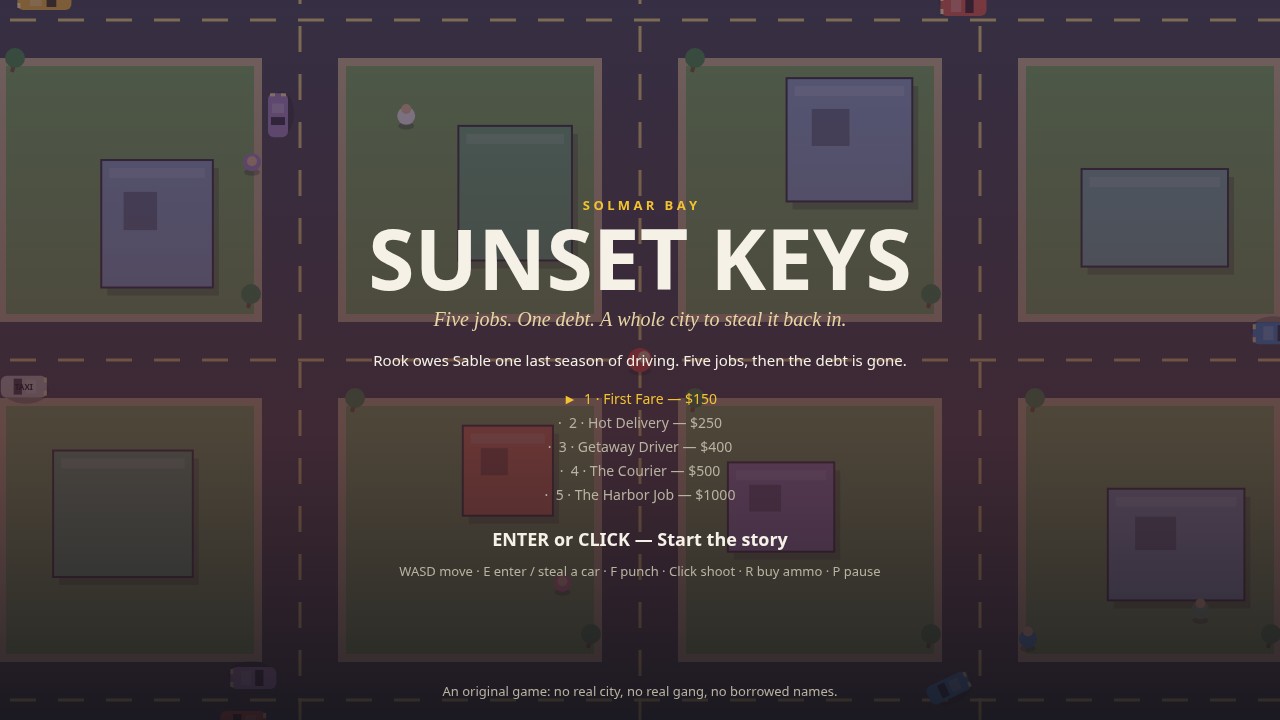 SOLMAR BAY
SUNSET KEYS
Five jobs. One debt. A whole city to steal it back in.
Rook owes Sable one last season of driving. Five jobs, then the debt is gone.
► 1 · First Fare — $150
· 2 · Hot Delivery — $250
· 3 · Getaway Driver — $400
TAXI
· 4 · The Courier — $500
· 5 · The Harbor Job — $1000
ENTER or CLICK — Start the story
WASD move · E enter / steal a car · F punch · Click shoot · R buy ammo · P pause
An original game: no real city, no real gang, no borrowed names.